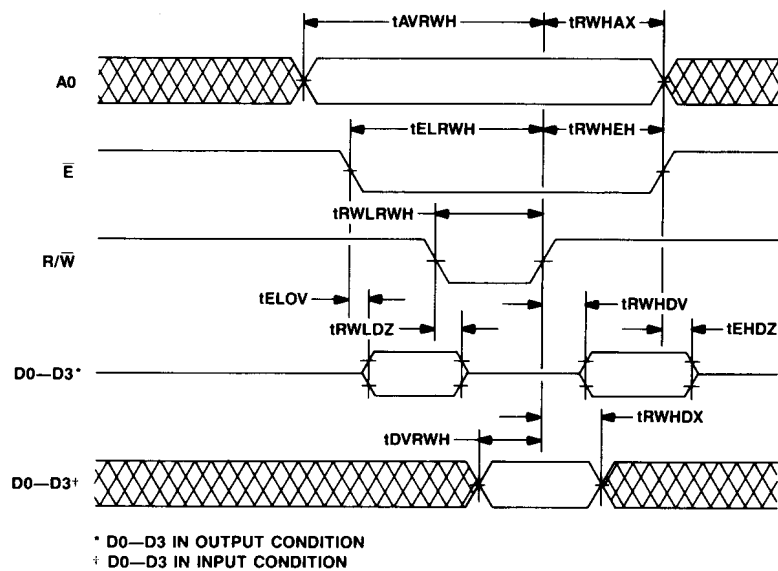 tAVRWH tRWHAX
A0
tELRWH tRWHEH
E
tRWLRWH
R/W
tELOV tRWHDV
tRWLDZ tEHDZ
D0—D3*
tRWHDX
tDVRWH
D0—D3†
* D0—D3 IN OUTPUT CONDITION
† D0—D3 IN INPUT CONDITION